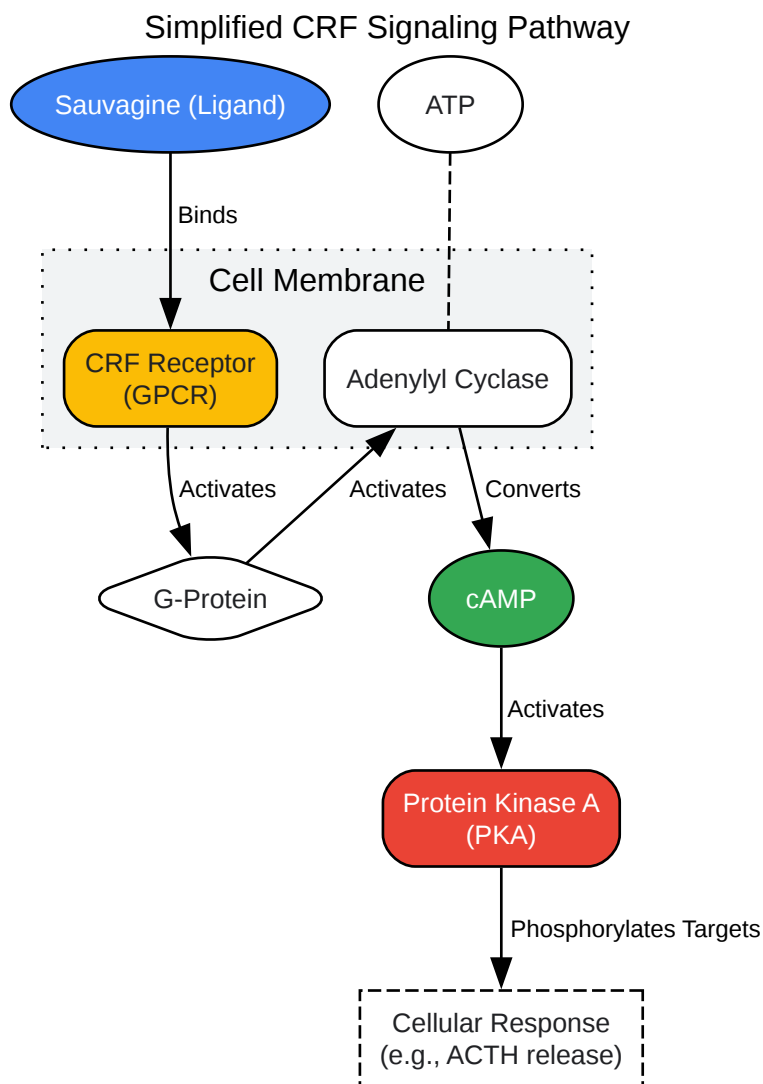 Simplified CRF Signaling Pathway
Sauvagine (Ligand)
ATP
Binds
Cell Membrane
CRF Receptor
(GPCR)
Adenylyl Cyclase
Activates
Activates
Converts
G-Protein
cAMP
Activates
Protein Kinase A
(PKA)
Phosphorylates Targets
Cellular Response
(e.g., ACTH release)